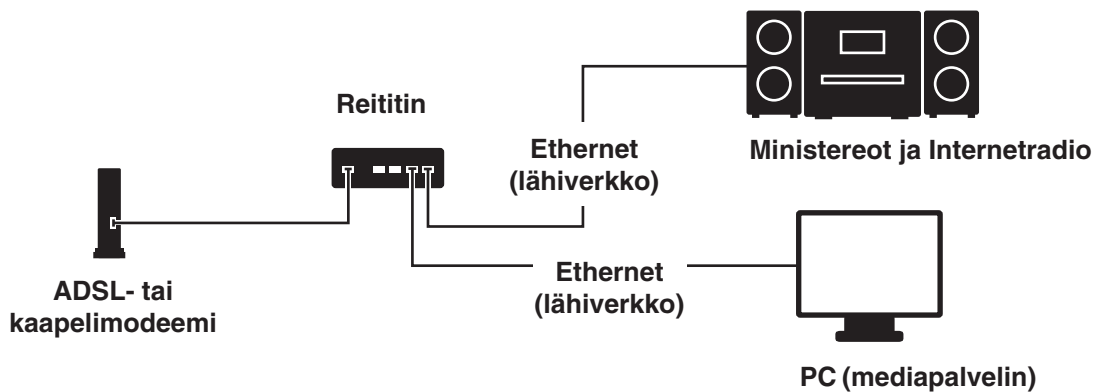 Reititin
Ethernet
(lähiverkko)
Ministereot ja Internetradio
ADSL- tai
kaapelimodeemi
Ethernet
(lähiverkko)
PC (mediapalvelin)